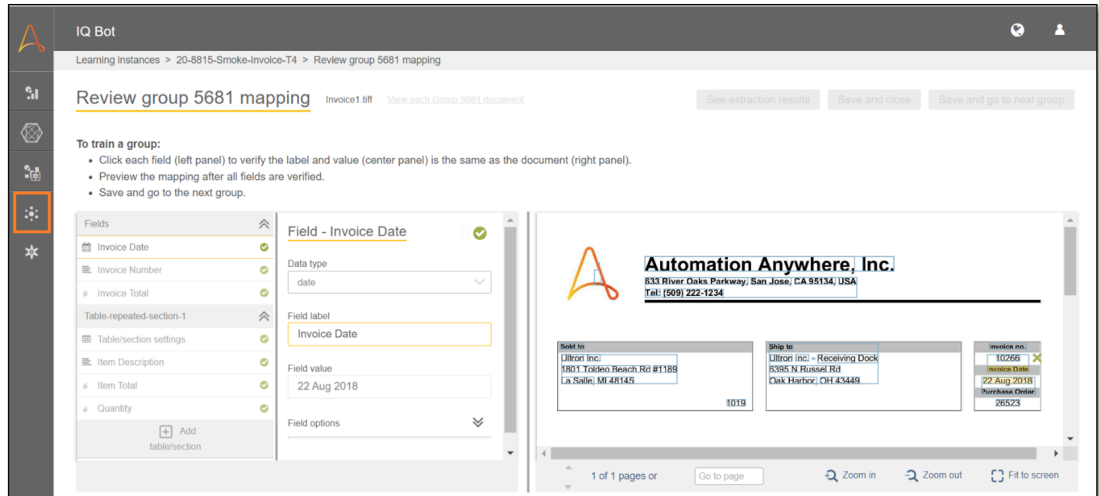 IQ Bot
Learning instances > 20-8815-Smoke-Invoice-T4 > Review group 5681 mapping
Review group 5681 mapping Invoice1.tiff View each Group 5681 document See extraction results Save and close Save and go to next group
To train a group:
• Click each field (left panel) to verify the label and value (center panel) is the same as the document (right panel).
• Preview the mapping after all fields are verified.
• Save and go to the next group.
Fields
Invoice Date
Invoice Number
# Invoice Total
Table-repeated-section-1
Table/section settings
Item Description
# Item Total
# Quantity
Add
table/section
Field - Invoice Date
Data type
date
Field label
Invoice Date
Field value
22 Aug 2018
Field options
Automation Anywhere, Inc.
633 River Oaks Parkway, San Jose, CA 95134, USA
Tel: (509) 222-1234
Sold to
Ultron Inc.
1801 Toldeo Beach Rd #1189
La Salle, MI 48145
1019
Ship to
Ultron Inc. - Receiving Dock
6395 N Russel Rd
Oak Harbor, OH 43449
Invoice no.
10266
Invoice Date
22 Aug 2018
Purchase Order
26523
1 of 1 pages or Go to page Zoom in Zoom out Fit to screen